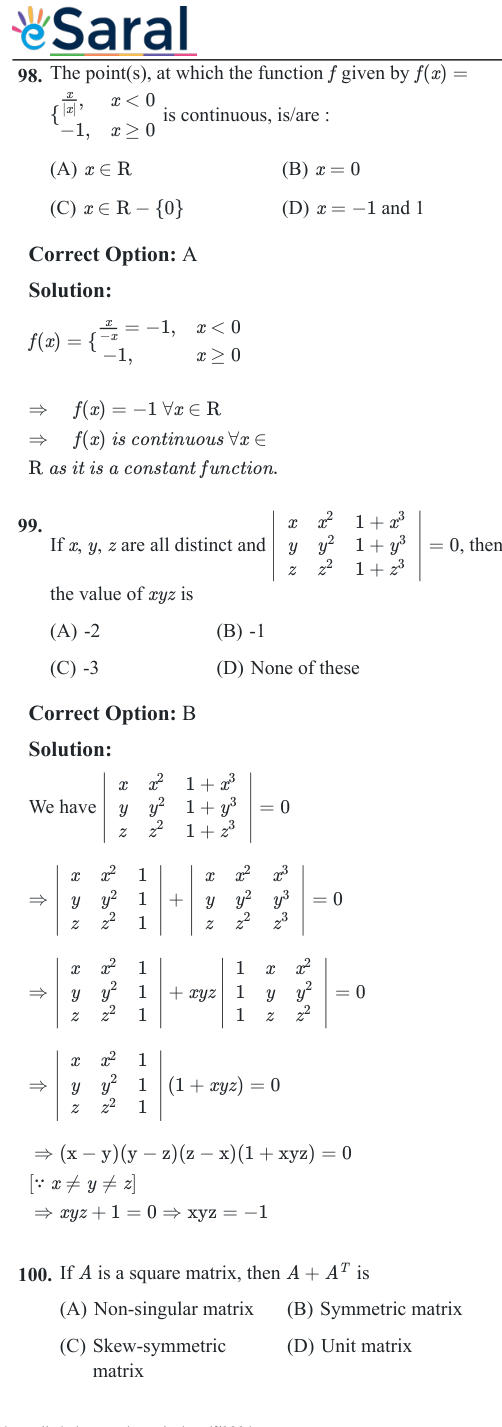 eSaral
98. The point(s), at which the function f given by f(x) =
{ x/|x|, x < 0
−1, x ≥ 0 is continuous, is/are :
(A) x ∈ R (B) x = 0
(C) x ∈ R − {0} (D) x = −1 and 1
Correct Option: A
Solution:
f(x) = { x/−x = −1, x < 0
−1, x ≥ 0
⇒ f(x) = −1 ∀x ∈ R
⇒ f(x) is continuous ∀x ∈
R as it is a constant function.
99. If x, y, z are all distinct and | x x² 1 + x³ |
| y y² 1 + y³ | = 0, then
| z z² 1 + z³ |
the value of xyz is
(A) -2 (B) -1
(C) -3 (D) None of these
Correct Option: B
Solution:
| x x² 1 + x³ |
We have | y y² 1 + y³ | = 0
| z z² 1 + z³ |
| x x² 1 | | x x² x³ |
⇒ | y y² 1 | + | y y² y³ | = 0
| z z² 1 | | z z² z³ |
| x x² 1 | | 1 x x² |
⇒ | y y² 1 | + xyz | 1 y y² | = 0
| z z² 1 | | 1 z z² |
| x x² 1 |
⇒ | y y² 1 | (1 + xyz) = 0
| z z² 1 |
⇒ (x − y)(y − z)(z − x)(1 + xyz) = 0
[∵ x ≠ y ≠ z]
⇒ xyz + 1 = 0 ⇒ xyz = −1
100. If A is a square matrix, then A + Aᵀ is
(A) Non-singular matrix (B) Symmetric matrix
(C) Skew-symmetric (D) Unit matrix
matrix